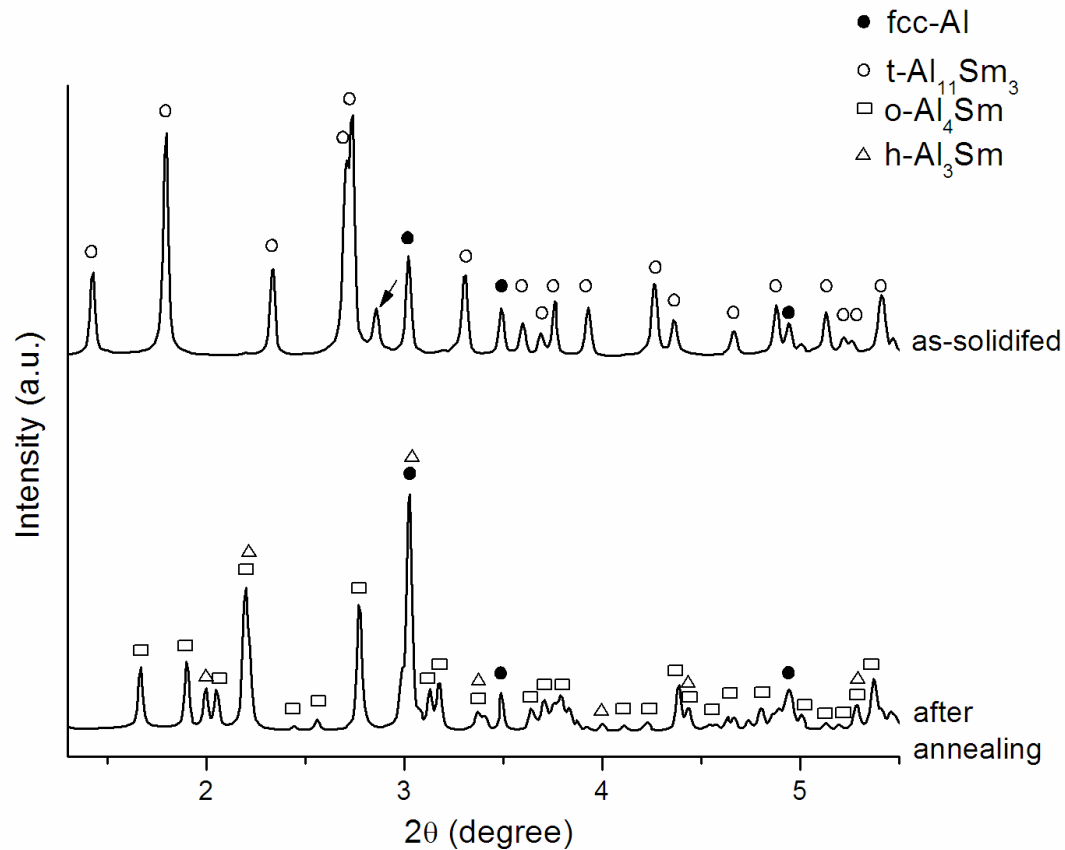 fcc-Al
t-Al₁₁Sm₃
o-Al₄Sm
h-Al₃Sm
Intensity (a.u.)
as-solidifed
after
annealing
2 3 4 5
2θ (degree)